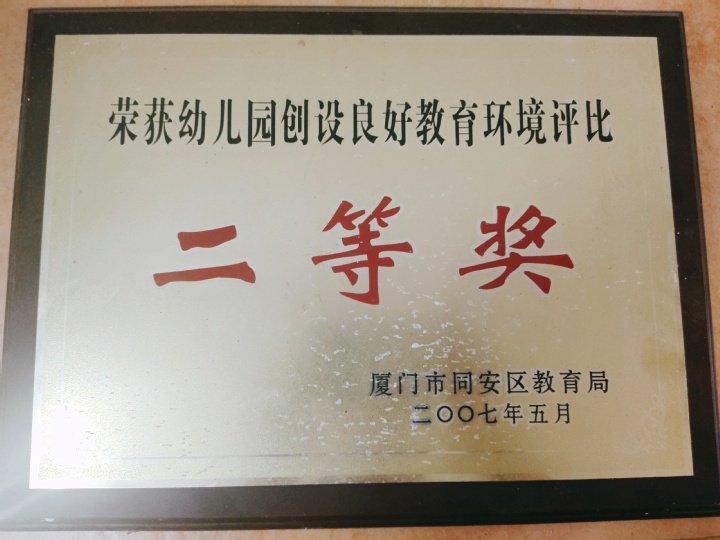 荣获幼儿园创设良好教育环境评比
二等奖
厦门市同安区教育局
二〇〇七年五月